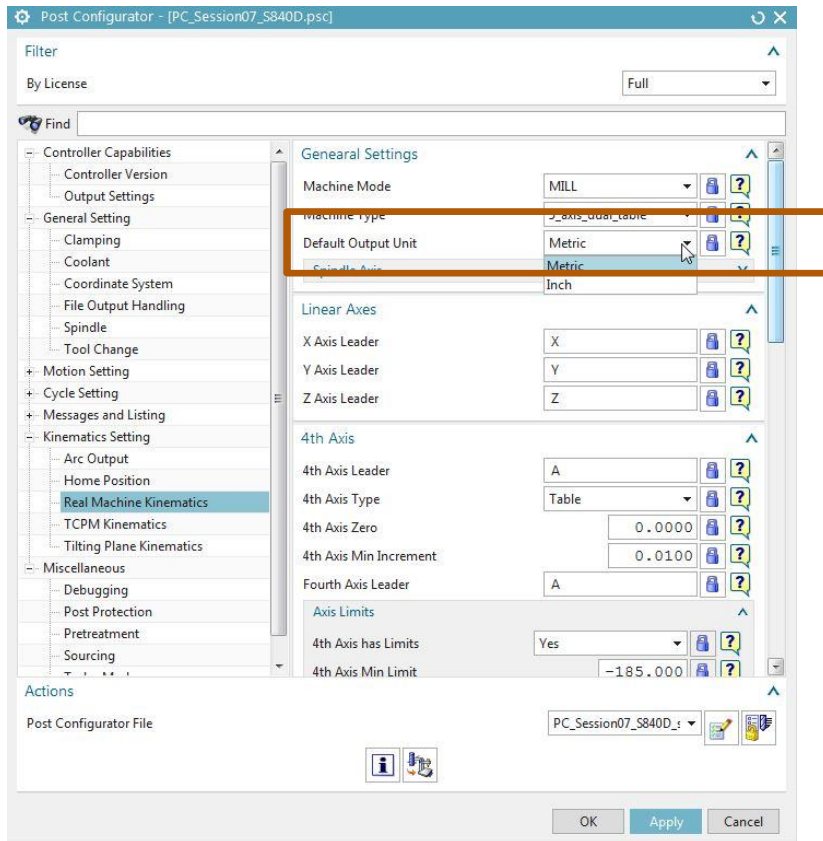 Post Configurator - [PC_Session07_S840D.psc]
Filter
By License
Full
Find
Controller Capabilities
Controller Version
Output Settings
General Setting
Clamping
Coolant
Coordinate System
File Output Handling
Spindle
Tool Change
Motion Setting
Cycle Setting
Messages and Listing
Kinematics Setting
Arc Output
Home Position
Real Machine Kinematics
TCPM Kinematics
Tilting Plane Kinematics
Miscellaneous
Debugging
Post Protection
Pretreatment
Sourcing
Genearal Settings
Machine Mode MILL
Machine Type 5_axis_dual_table
Default Output Unit Metric
Spindle Axis Metric
Inch
Linear Axes
X Axis Leader X
Y Axis Leader Y
Z Axis Leader Z
4th Axis
4th Axis Leader A
4th Axis Type Table
4th Axis Zero 0.0000
4th Axis Min Increment 0.0100
Fourth Axis Leader A
Axis Limits
4th Axis has Limits Yes
4th Axis Min Limit -185.000
Actions
Post Configurator File PC_Session07_S840D_s
OK Apply Cancel